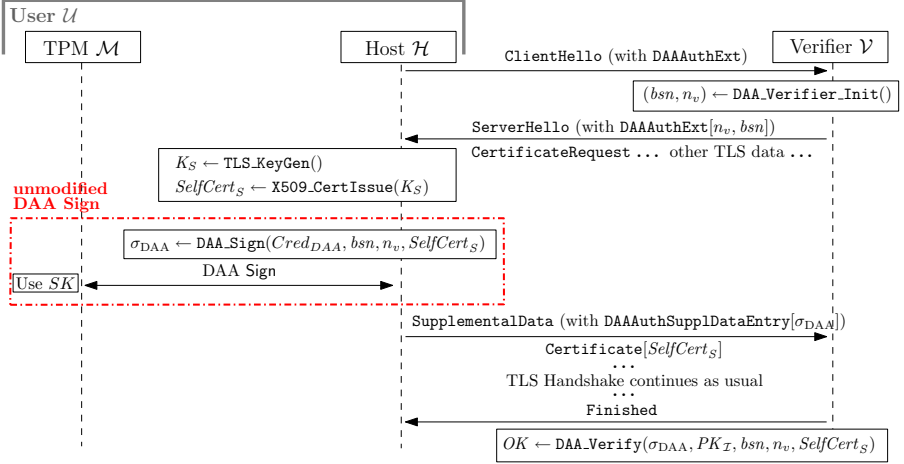 User 𝒰
TPM ℳ
Host ℋ
Verifier 𝒱
ClientHello (with DAAAuthExt)
(bsn, n_v) ← DAA_Verifier_Init()
ServerHello (with DAAAuthExt[n_v, bsn])
CertificateRequest ... other TLS data ...
K_S ← TLS_KeyGen()
SelfCert_S ← X509_CertIssue(K_S)
unmodified
DAA Sign
σ_DAA ← DAA_Sign(Cred_DAA, bsn, n_v, SelfCert_S)
DAA Sign
Use SK
SupplementalData (with DAAAuthSupplDataEntry[σ_DAA])
Certificate[SelfCert_S]
...
TLS Handshake continues as usual
...
Finished
OK ← DAA_Verify(σ_DAA, PK_ℐ, bsn, n_v, SelfCert_S)